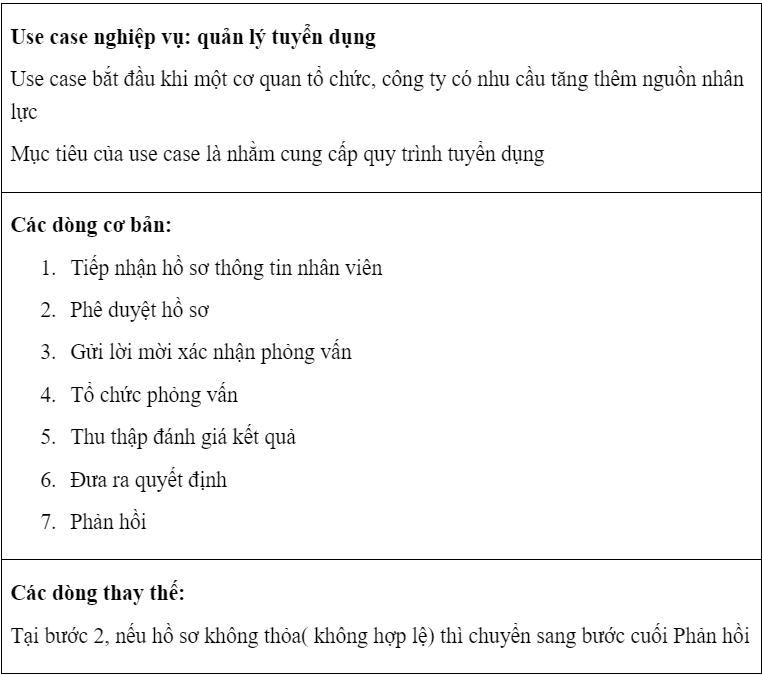 Use case nghiệp vụ: quản lý tuyển dụng
Use case bắt đầu khi một cơ quan tổ chức, công ty có nhu cầu tăng thêm nguồn nhân
lực
Mục tiêu của use case là nhằm cung cấp quy trình tuyển dụng
Các dòng cơ bản:
1. Tiếp nhận hồ sơ thông tin nhân viên
2. Phê duyệt hồ sơ
3. Gửi lời mời xác nhận phỏng vấn
4. Tổ chức phỏng vấn
5. Thu thập đánh giá kết quả
6. Đưa ra quyết định
7. Phản hồi
Các dòng thay thế:
Tại bước 2, nếu hồ sơ không thỏa( không hợp lệ) thì chuyển sang bước cuối Phản hồi